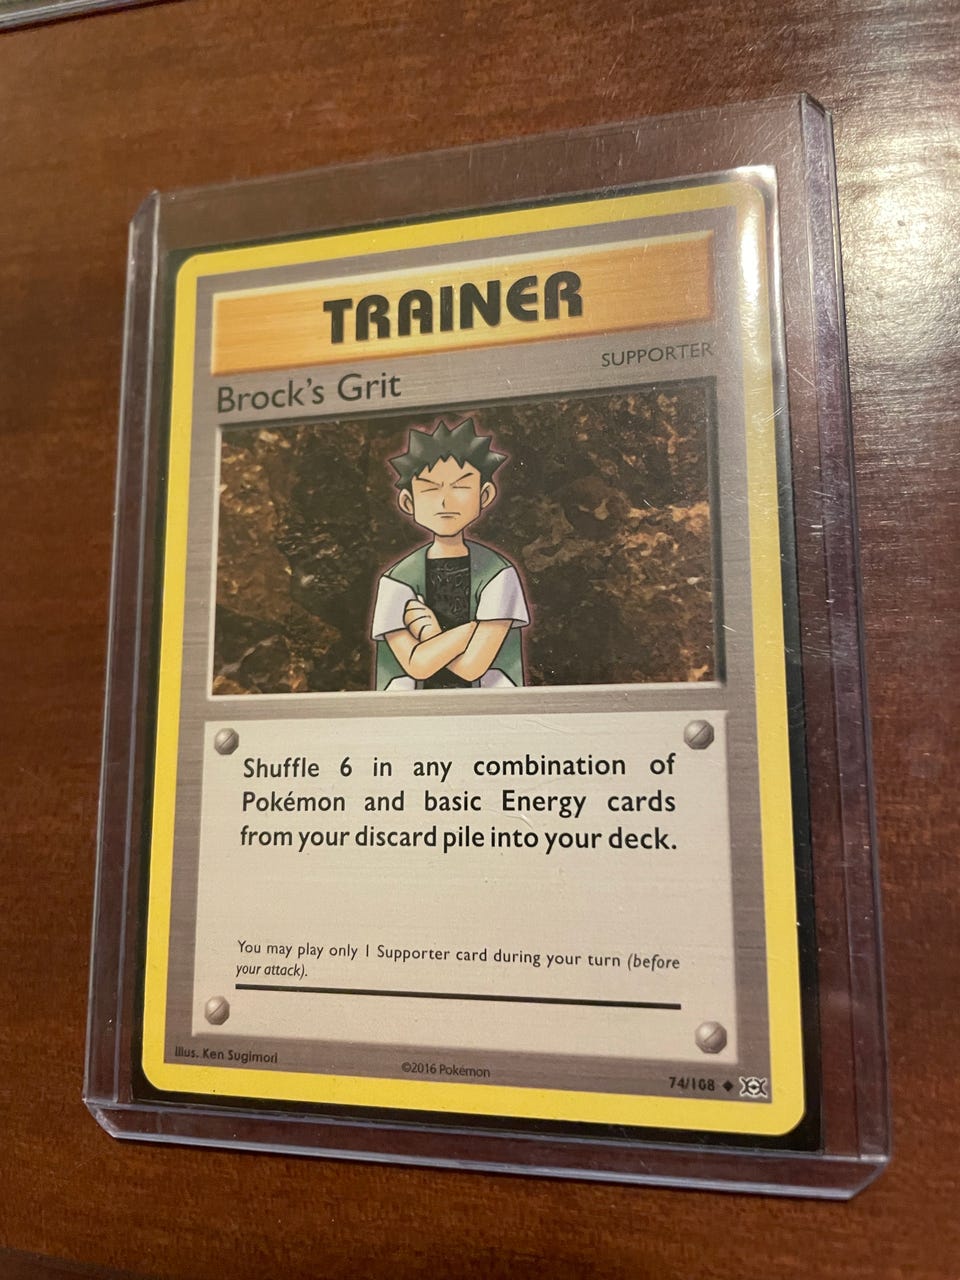 TRAINER
SUPPORTER
Brock's Grit
Shuffle 6 in any combination of
Pokémon and basic Energy cards
from your discard pile into your deck.
You may play only 1 Supporter card during your turn (before
your attack).
Illus. Ken Sugimori
©2016 Pokémon
74/108